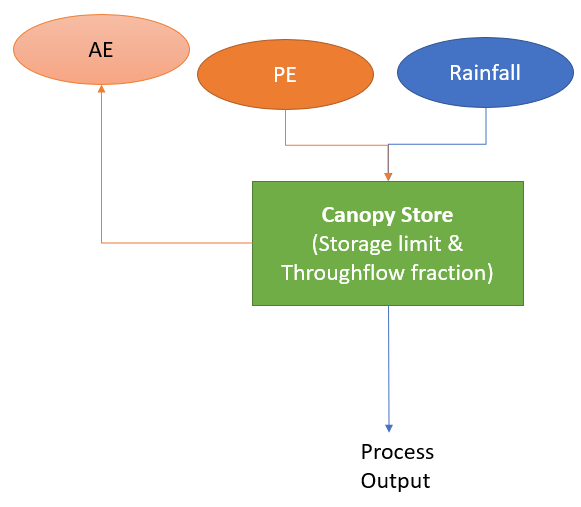 AE
PE
Rainfall
Canopy Store
(Storage limit &
Throughflow fraction)
Process
Output